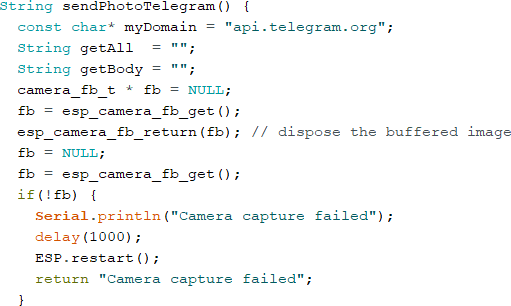 String sendPhotoTelegram() {
  const char* myDomain = "api.telegram.org";
  String getAll  = "";
  String getBody = "";
  camera_fb_t * fb = NULL;
  fb = esp_camera_fb_get();
  esp_camera_fb_return(fb); // dispose the buffered image
  fb = NULL;
  fb = esp_camera_fb_get();
  if(!fb) {
    Serial.println("Camera capture failed");
    delay(1000);
    ESP.restart();
    return "Camera capture failed";
  }